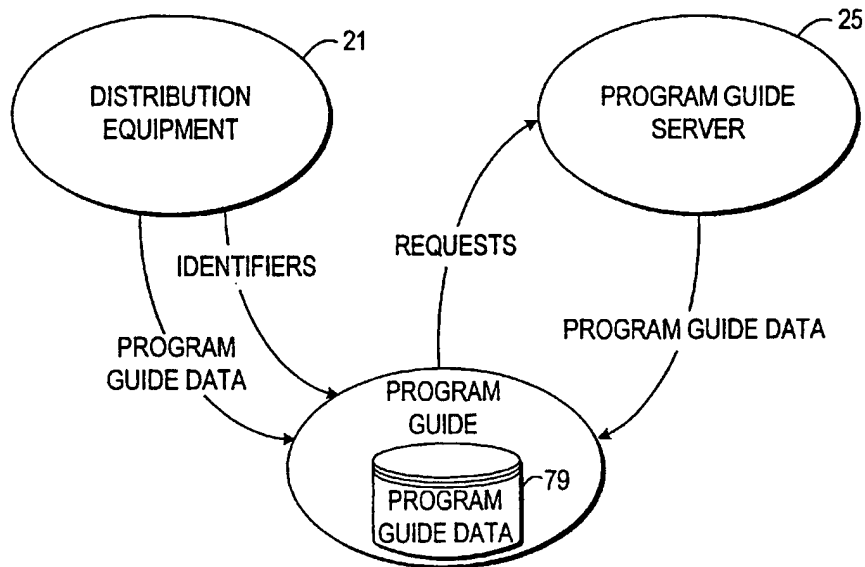 21
25
DISTRIBUTION
EQUIPMENT
PROGRAM GUIDE
SERVER
IDENTIFIERS
REQUESTS
PROGRAM
GUIDE DATA
PROGRAM GUIDE DATA
PROGRAM
GUIDE
79
PROGRAM
GUIDE DATA